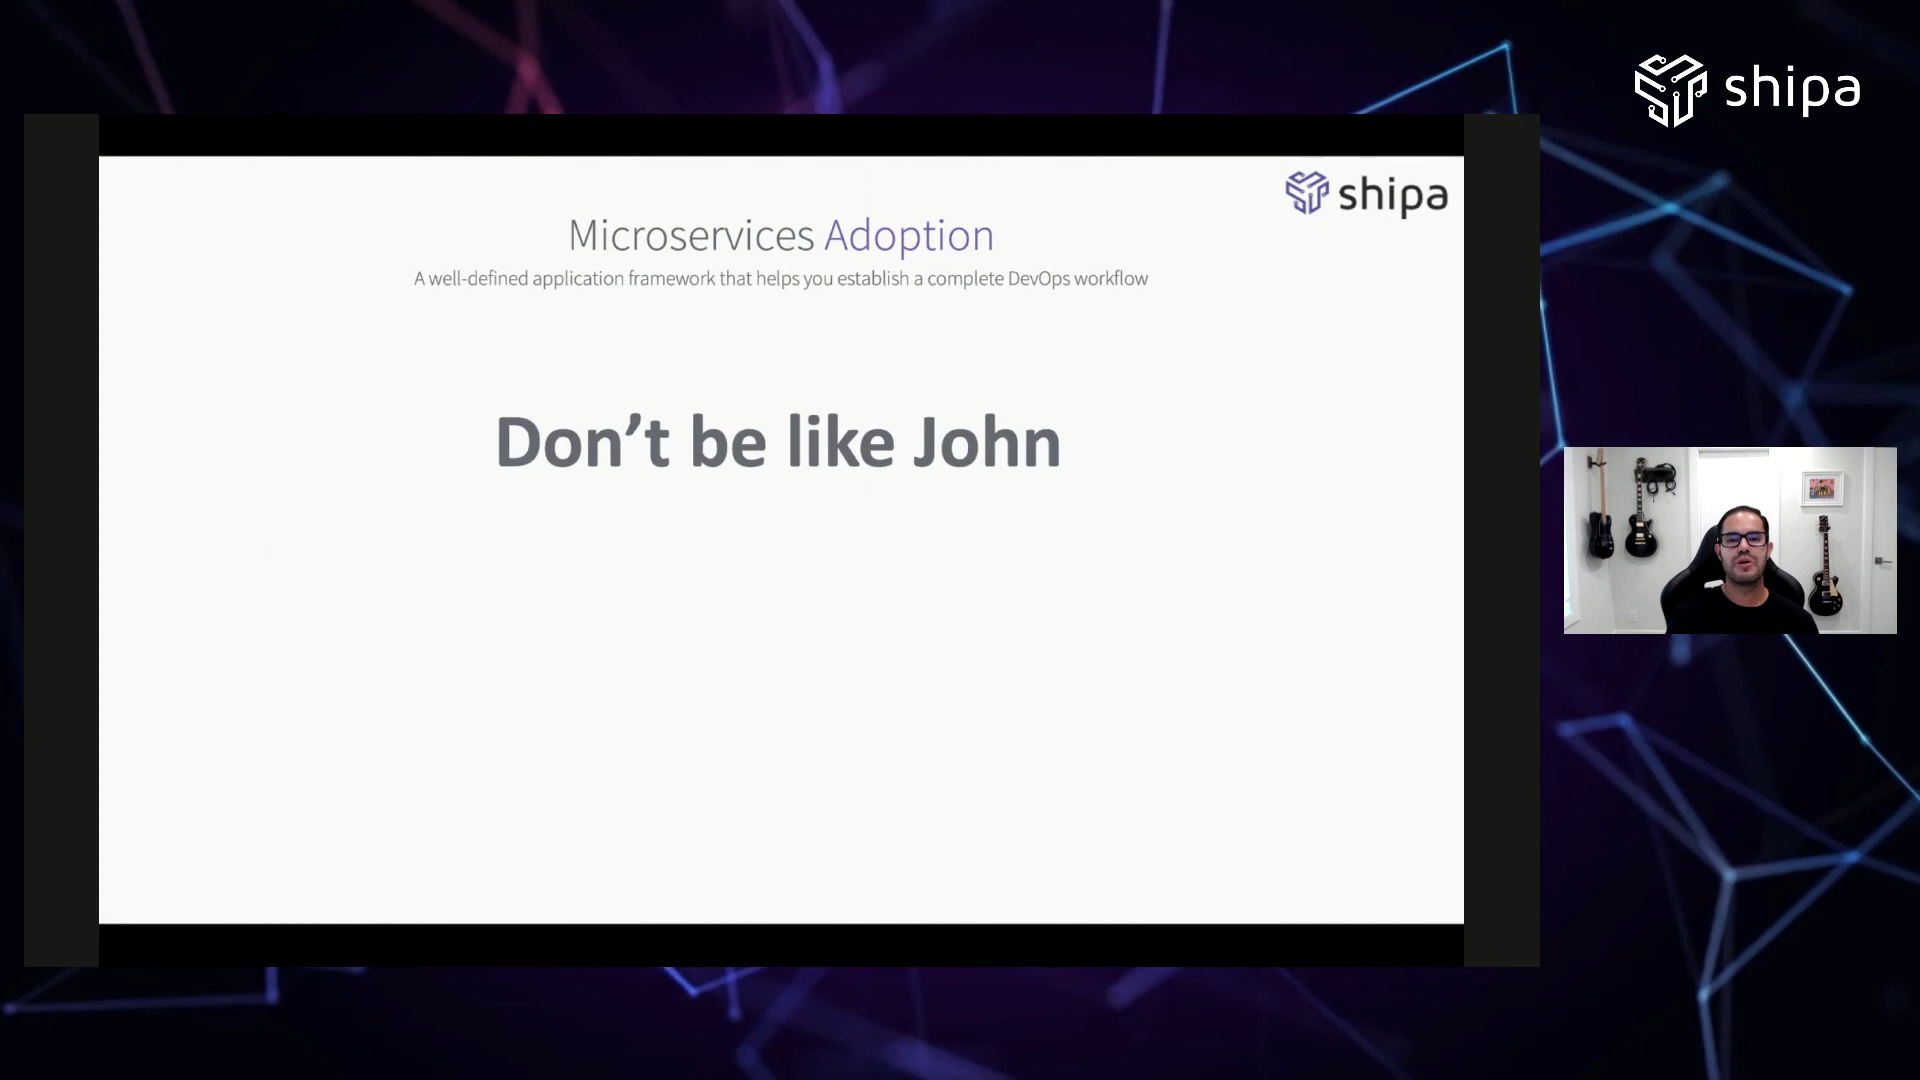 shipa
shipa
Microservices Adoption
A well-defined application framework that helps you establish a complete DevOps workflow
Don’t be like John